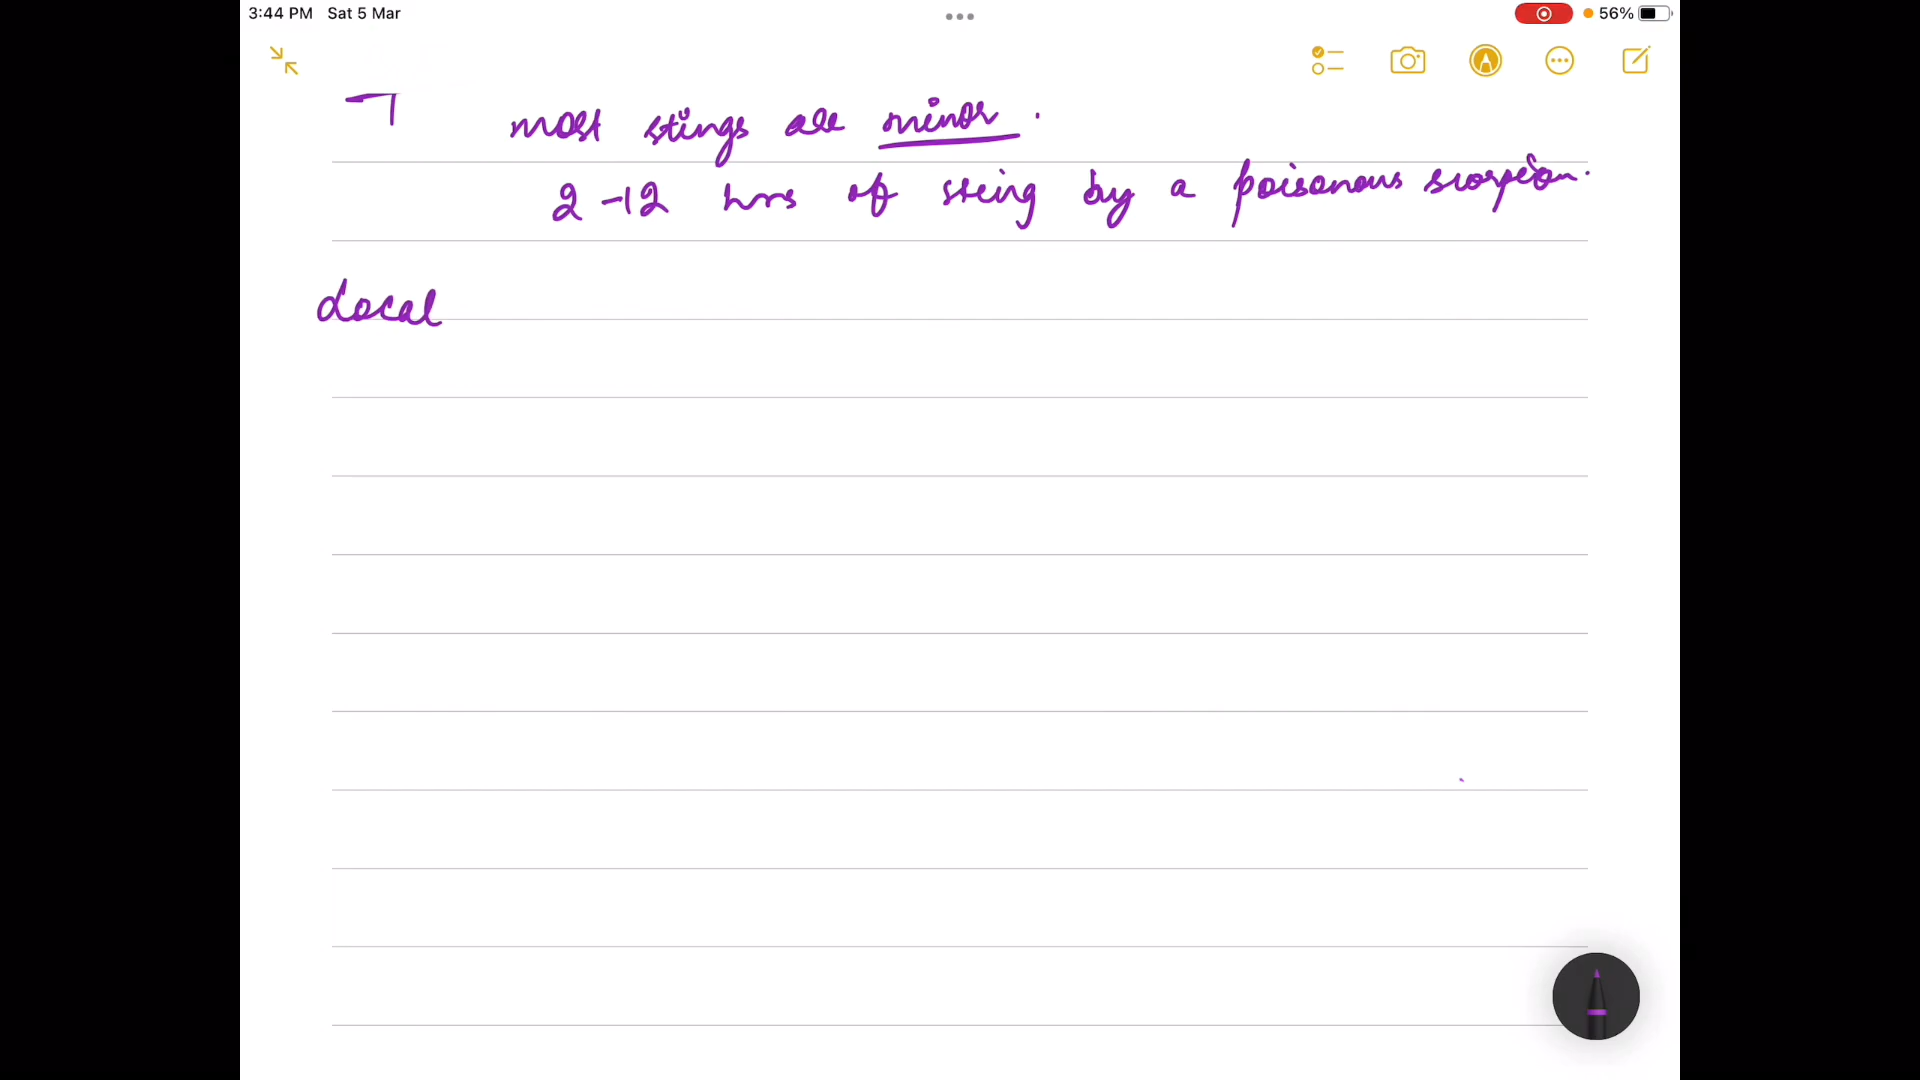 3:44 PM Sat 5 Mar
56%
most stings are minor.
2-12 hrs of sting by a poisonous scorpion.
Local